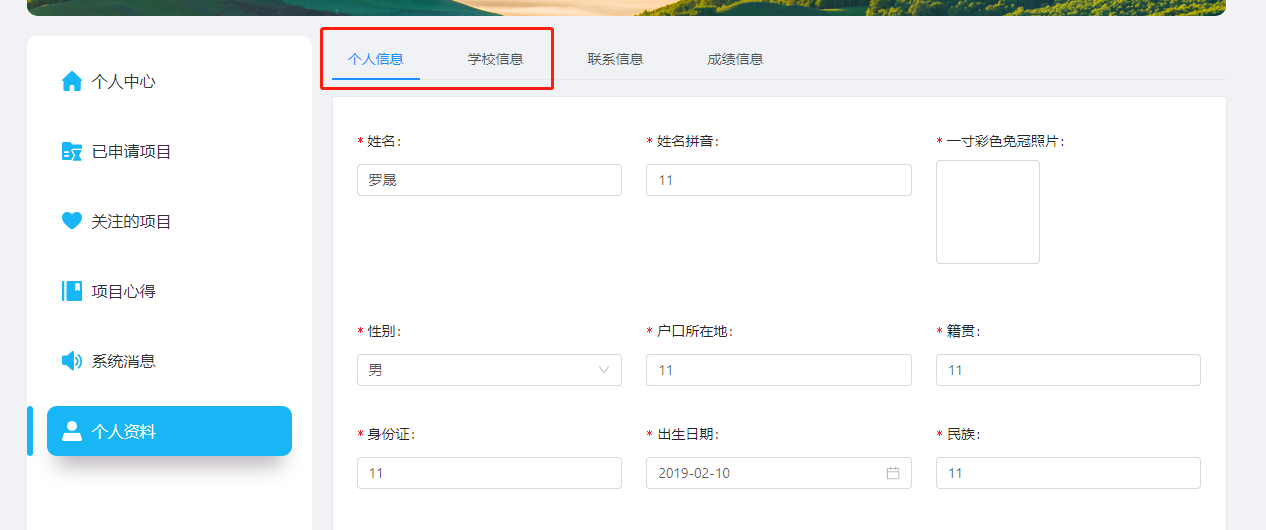 个人中心
已申请项目
关注的项目
项目心得
系统消息
个人资料
个人信息 学校信息 联系信息 成绩信息
* 姓名: * 姓名拼音: * 一寸彩色免冠照片:
罗晟 11
* 性别: * 户口所在地: * 籍贯:
男 11 11
* 身份证: * 出生日期: * 民族:
11 2019-02-10 11